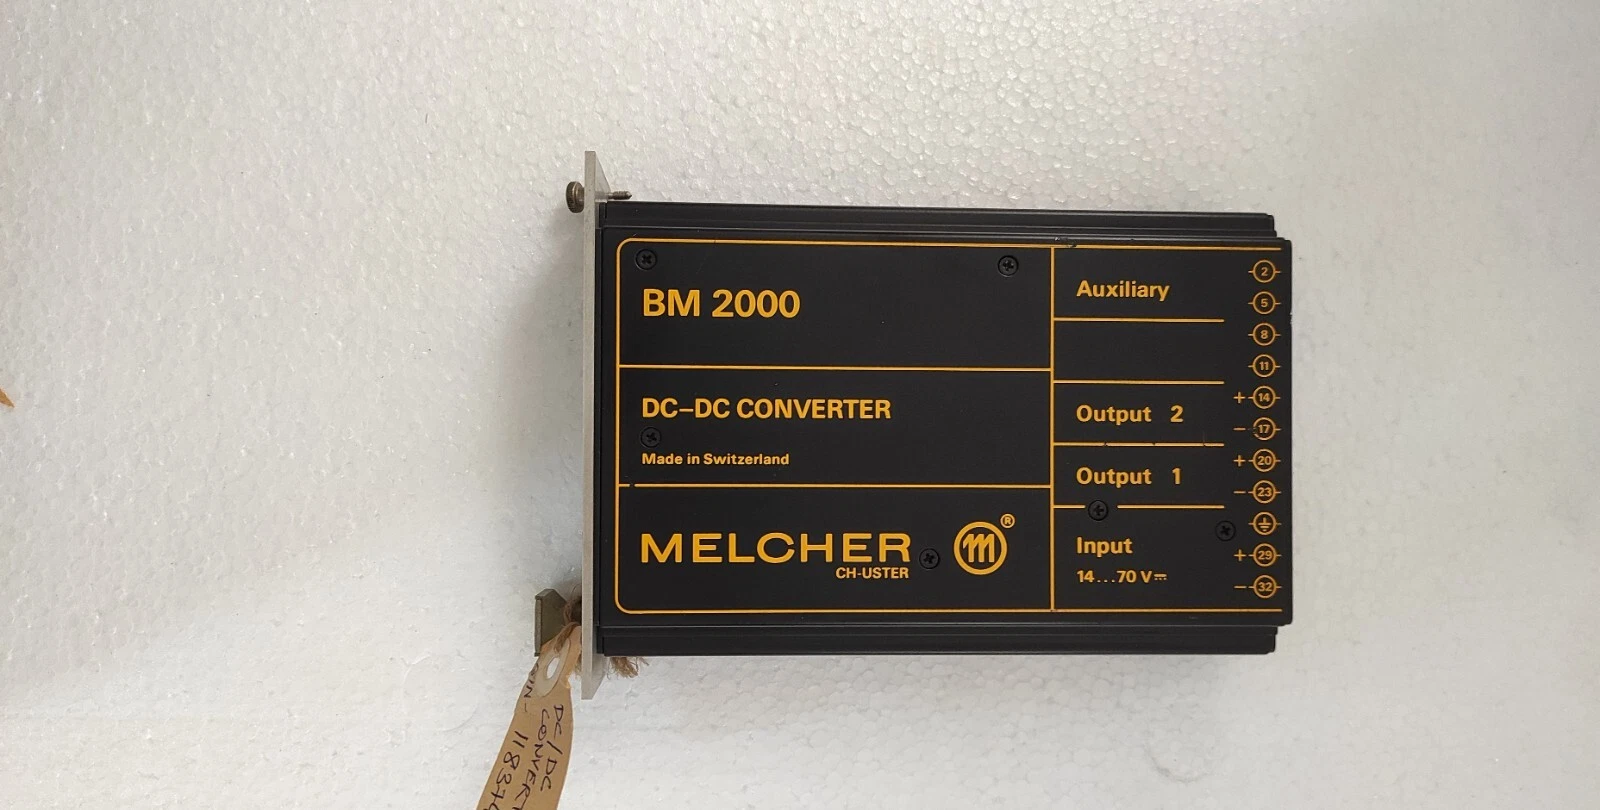 BM 2000
DC–DC CONVERTER
Made in Switzerland
MELCHER ®
CH-USTER
Auxiliary
Output 2
Output 1
Input
14...70 V⎓
2
5
8
11
+ 14
− 17
+ 20
− 23
+ 29
− 32
DC/DC